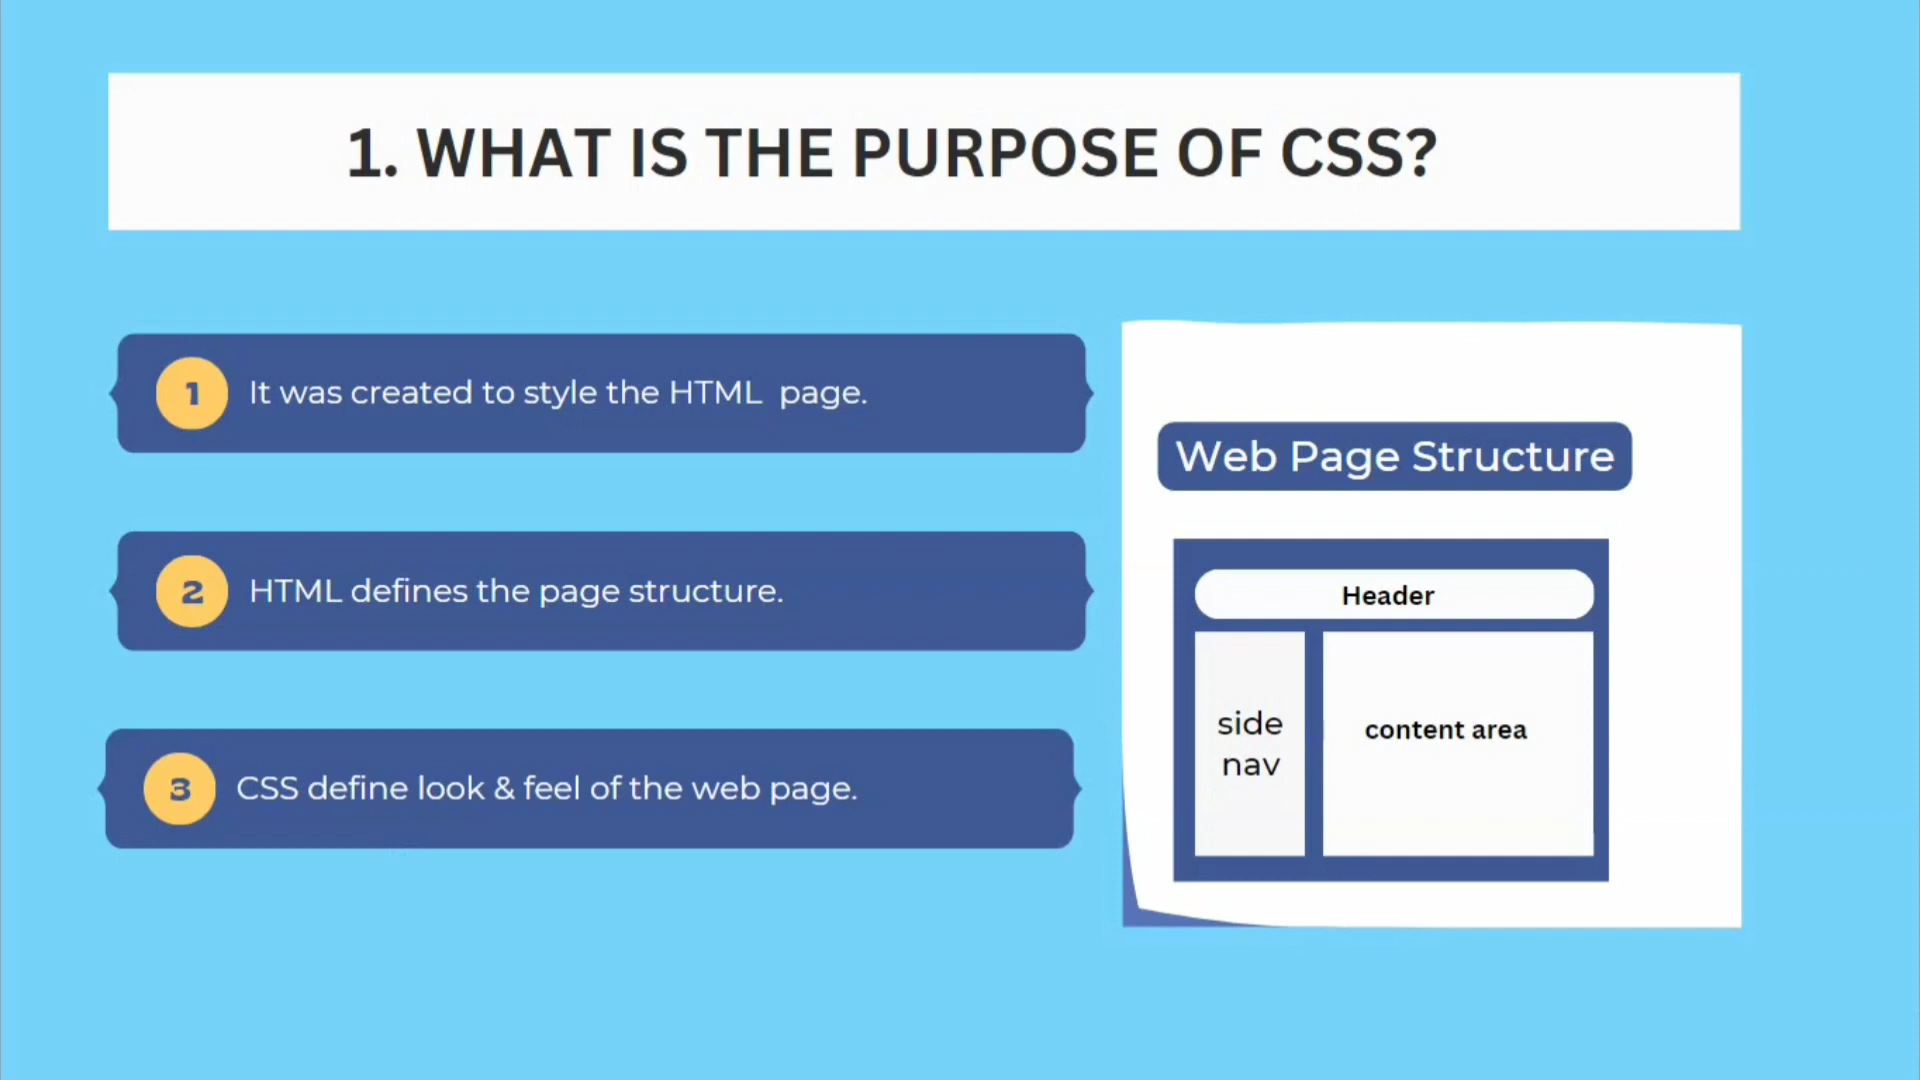 1. WHAT IS THE PURPOSE OF CSS?
1 It was created to style the HTML page.
2 HTML defines the page structure.
3 CSS define look & feel of the web page.
Web Page Structure
Header
side
nav
content area